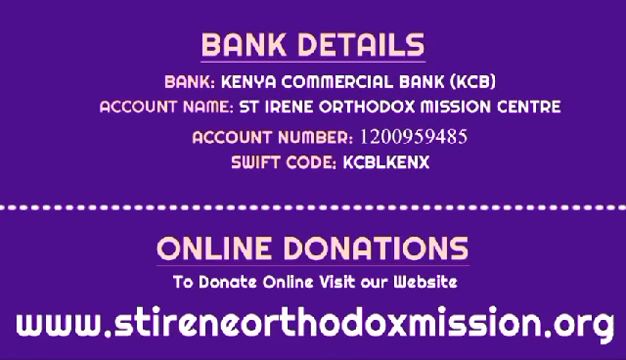 BANK DETAILS
BANK: KENYA COMMERCIAL BANK (KCB)
ACCOUNT NAME: ST IRENE ORTHODOX MISSION CENTRE
ACCOUNT NUMBER: 1200959485
SWIFT CODE: KCBLKENX
ONLINE DONATIONS
To Donate Online Visit our Website
www.stireneorthodoxmission.org